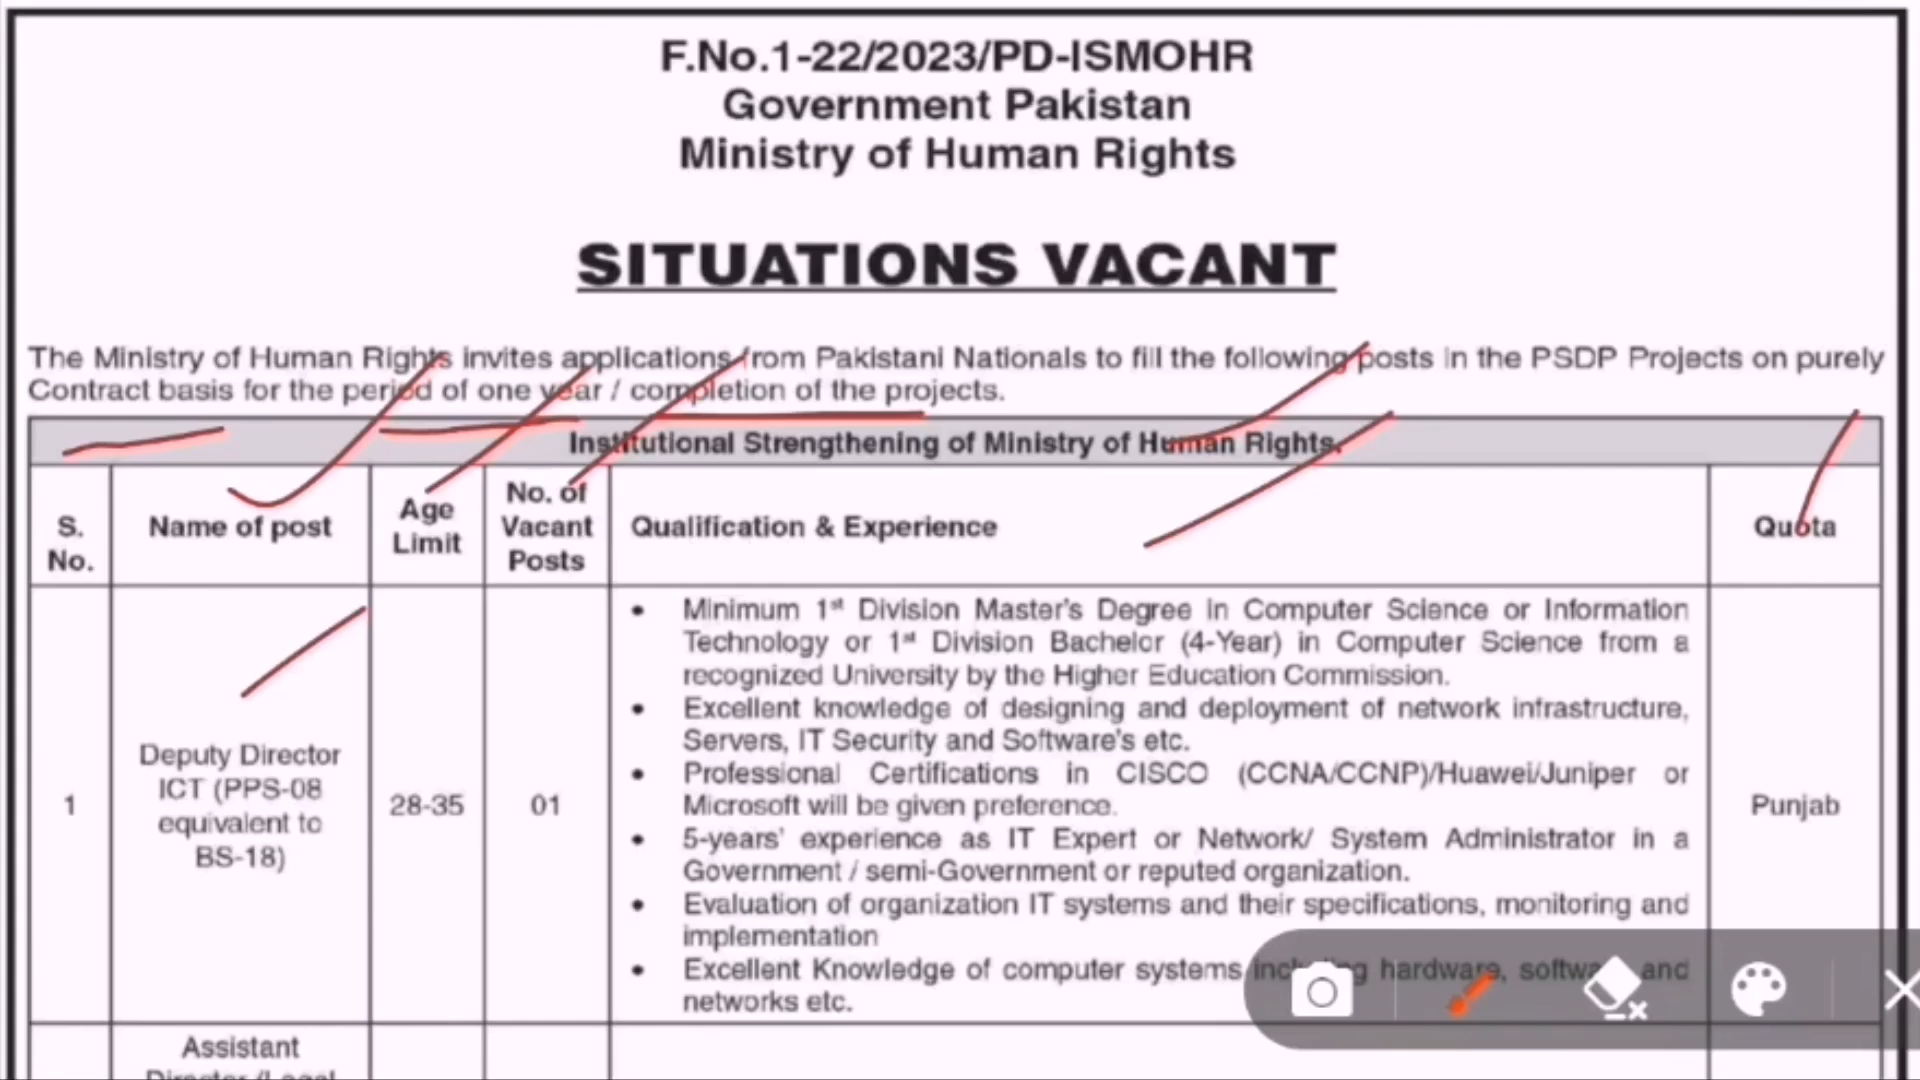 F.No.1-22/2023/PD-ISMOHR
Government Pakistan
Ministry of Human Rights
SITUATIONS VACANT
The Ministry of Human Rights invites applications from Pakistani Nationals to fill the following posts in the PSDP Projects on purely
Contract basis for the period of one year / completion of the projects.
Institutional Strengthening of Ministry of Human Rights.
S. No.
Name of post
Age Limit
No. of Vacant Posts
Qualification & Experience
Quota
1
Deputy Director
ICT (PPS-08
equivalent to
BS-18)
28-35
01
• Minimum 1st Division Master's Degree in Computer Science or Information
Technology or 1st Division Bachelor (4-Year) in Computer Science from a
recognized University by the Higher Education Commission.
• Excellent knowledge of designing and deployment of network infrastructure,
Servers, IT Security and Software's etc.
• Professional Certifications in CISCO (CCNA/CCNP)/Huawei/Juniper or
Microsoft will be given preference.
• 5-years' experience as IT Expert or Network/ System Administrator in a
Government / semi-Government or reputed organization.
• Evaluation of organization IT systems and their specifications, monitoring and
implementation
• Excellent Knowledge of computer systems including hardware, software and
networks etc.
Punjab
Assistant
Director (Legal